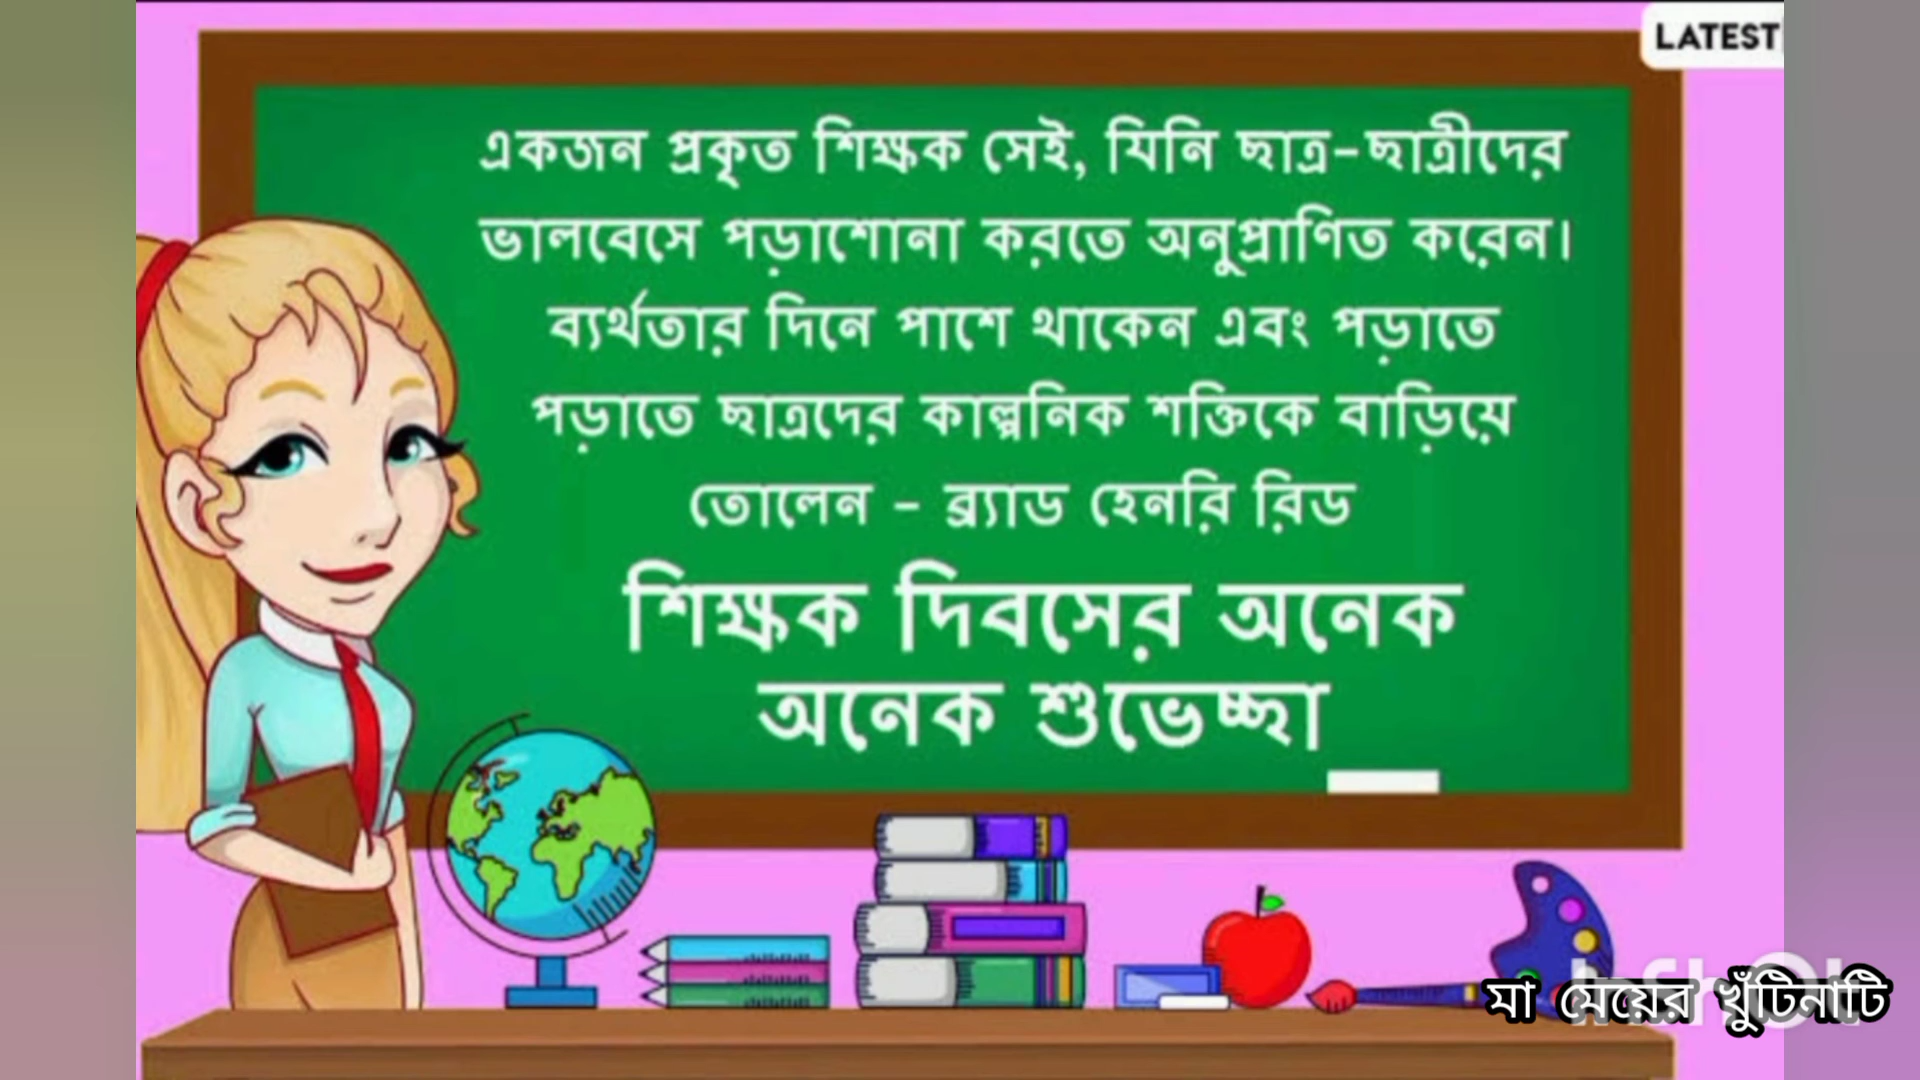 LATEST
একজন প্রকৃত শিক্ষক সেই, যিনি ছাত্র-ছাত্রীদের
ভালবেসে পড়াশোনা করতে অনুপ্রাণিত করেন।
ব্যর্থতার দিনে পাশে থাকেন এবং পড়াতে
পড়াতে ছাত্রদের কাল্পনিক শক্তিকে বাড়িয়ে
তোলেন - ব্র্যাড হেনরি রিড
শিক্ষক দিবসের অনেক
অনেক শুভেচ্ছা
মা মেয়ের খুঁটিনাটি